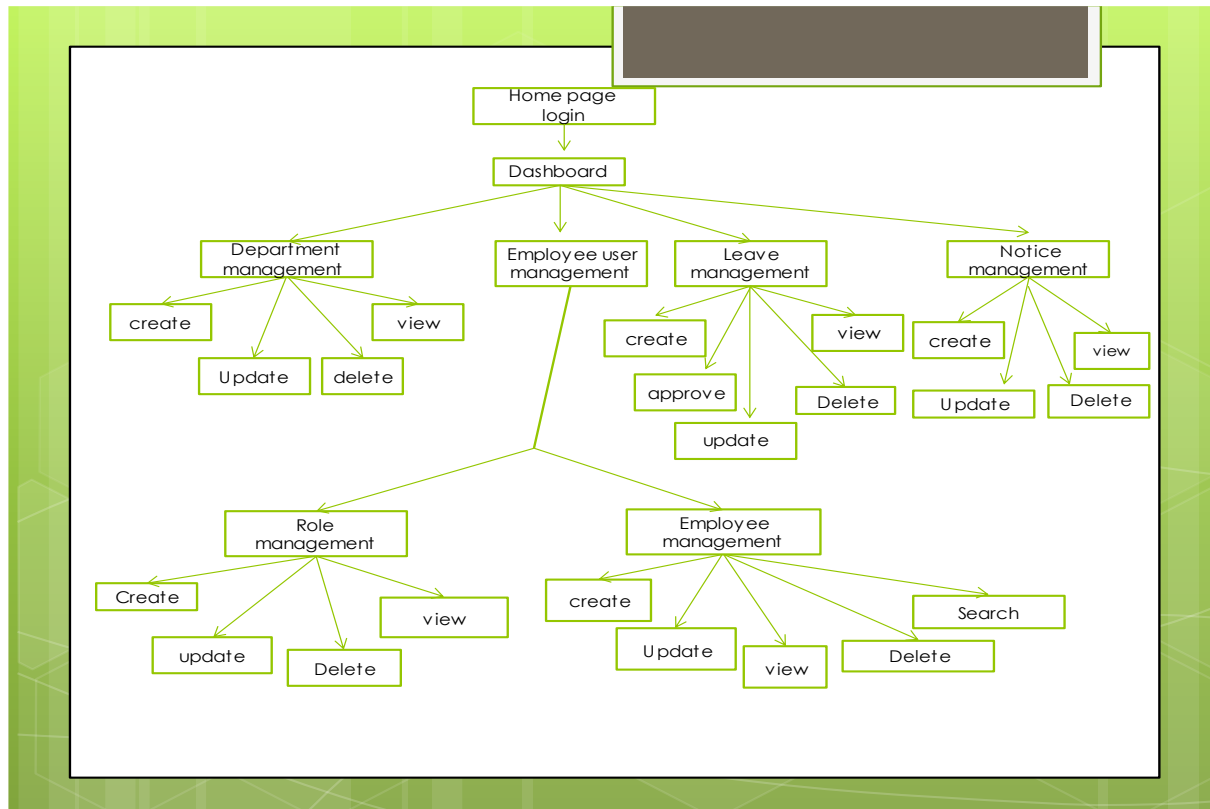 Home page
login
Dashboard
Department
management
Employee user
management
Leave
management
Notice
management
create
view
Update
delete
create
view
approve
Delete
update
create
view
Update
Delete
Role
management
Employee
management
Create
view
update
Delete
create
Search
Update
view
Delete